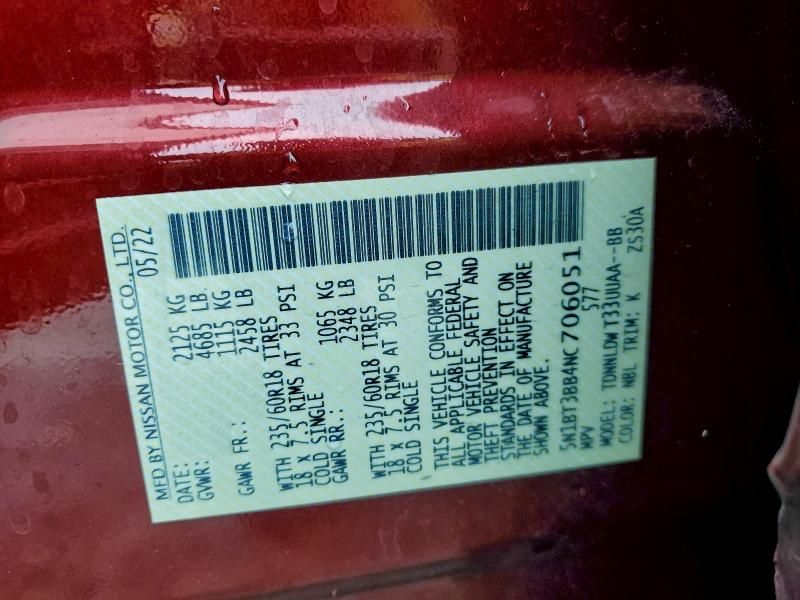 MFD BY NISSAN MOTOR CO., LTD.
DATE: 05/22
GVWR: 2125 KG
4685 LB
1115 KG
GAWR FR.: 2458 LB
WITH 235/60R18 TIRES
18 X 7.5 RIMS AT 33 PSI
COLD SINGLE 1065 KG
GAWR RR.: 2348 LB
WITH 235/60R18 TIRES
18 X 7.5 RIMS AT 30 PSI
COLD SINGLE
THIS VEHICLE CONFORMS TO
ALL APPLICABLE FEDERAL
MOTOR VEHICLE SAFETY AND
THEFT PREVENTION
STANDARDS IN EFFECT ON
THE DATE OF MANUFACTURE
SHOWN ABOVE.
5N1BT3BB4NC706051
MPV 577
MODEL: TDNNLDW T33UUAA--BB
COLOR: NBL TRIM: K ZS30A